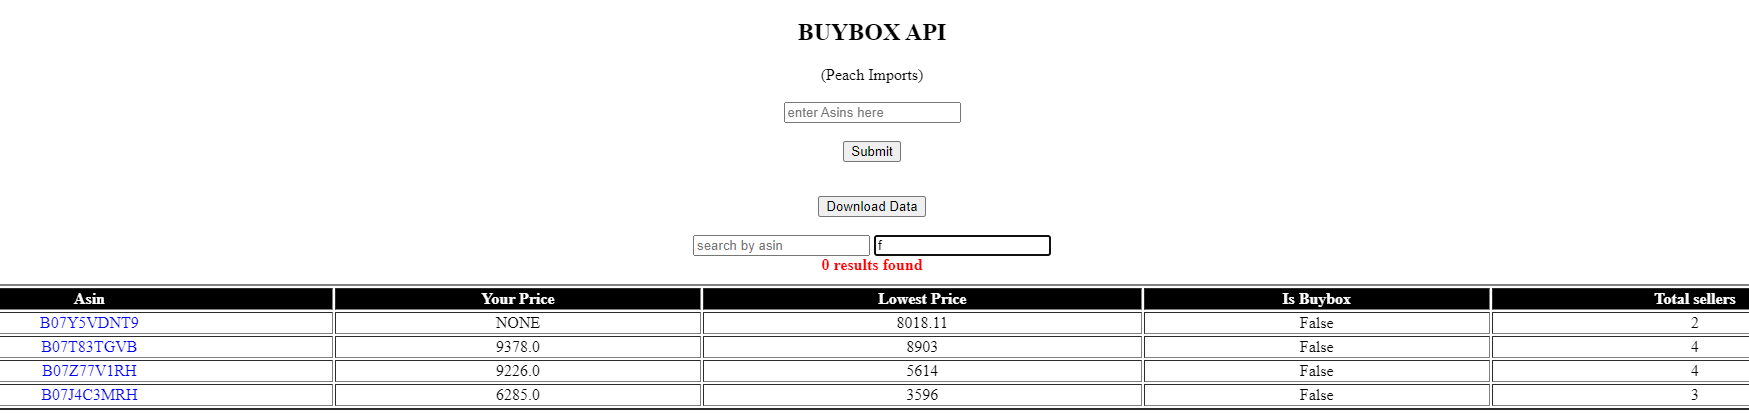 BUYBOX API
(Peach Imports)
enter Asins here
Submit
Download Data
search by asin f
0 results found
Asin Your Price Lowest Price Is Buybox Total sellers
B07Y5VDNT9 NONE 8018.11 False 2
B07T83TGVB 9378.0 8903 False 4
B07Z77V1RH 9226.0 5614 False 4
B07J4C3MRH 6285.0 3596 False 3